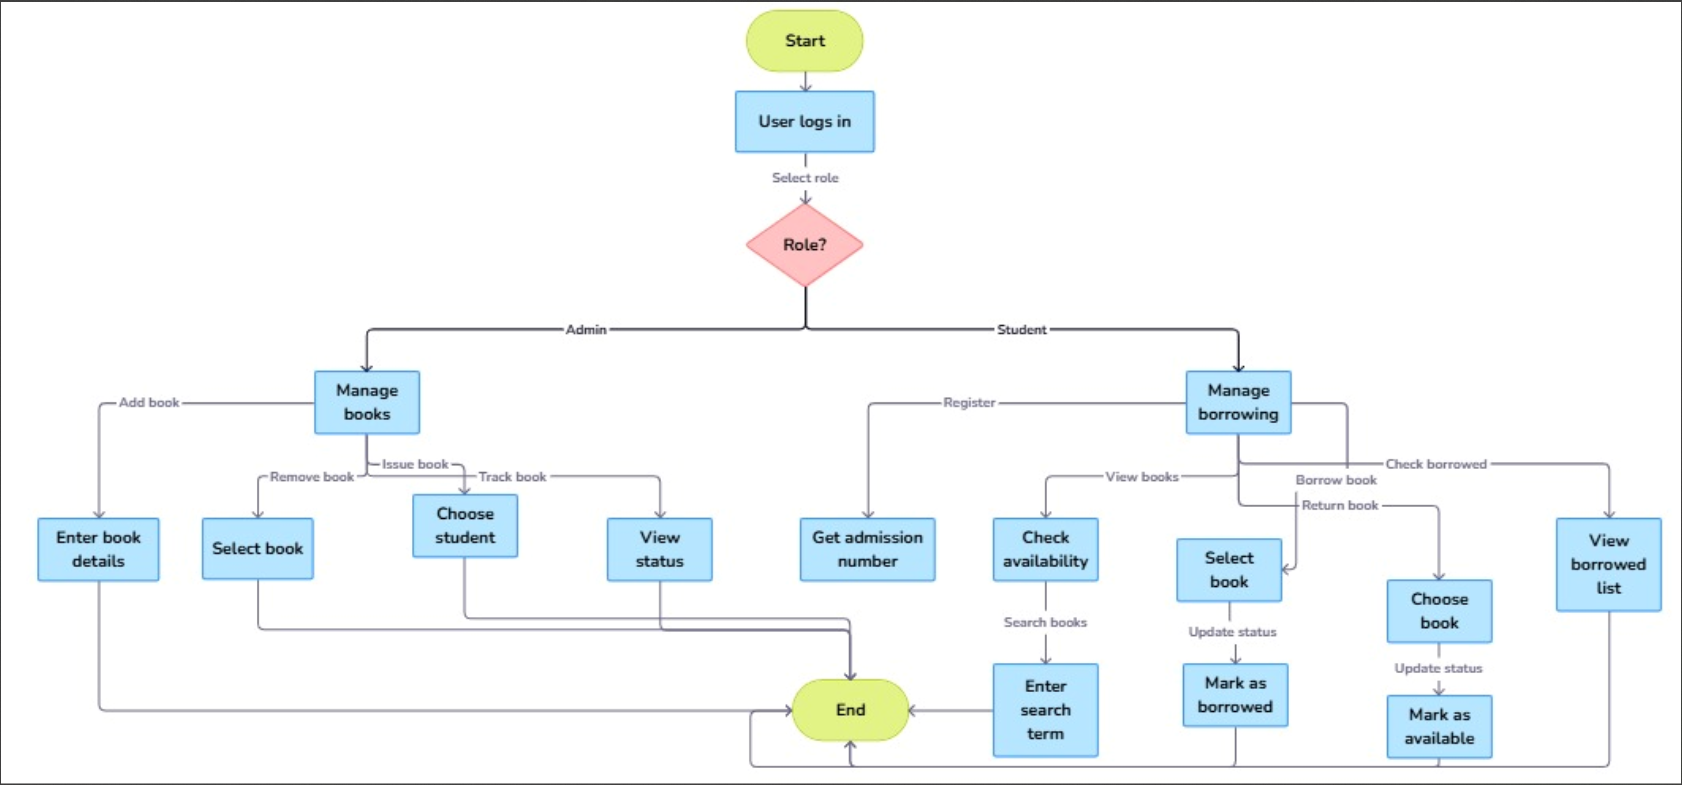 Start
User logs in
Select role
Role?
Admin
Student
Manage
books
Manage
borrowing
Add book
Register
Issue book
Check borrowed
Remove book
Track book
View books
Borrow book
Return book
Enter book
details
Select book
Choose
student
View
status
Get admission
number
Check
availability
Select
book
Choose
book
View
borrowed
list
Search books
Update status
Update status
Enter
search
term
Mark as
borrowed
Mark as
available
End